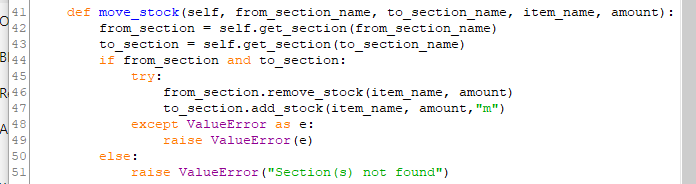 41 def move_stock(self, from_section_name, to_section_name, item_name, amount):
42 from_section = self.get_section(from_section_name)
43 to_section = self.get_section(to_section_name)
44 if from_section and to_section:
45 try:
46 from_section.remove_stock(item_name, amount)
47 to_section.add_stock(item_name, amount,"m")
48 except ValueError as e:
49 raise ValueError(e)
50 else:
51 raise ValueError("Section(s) not found")